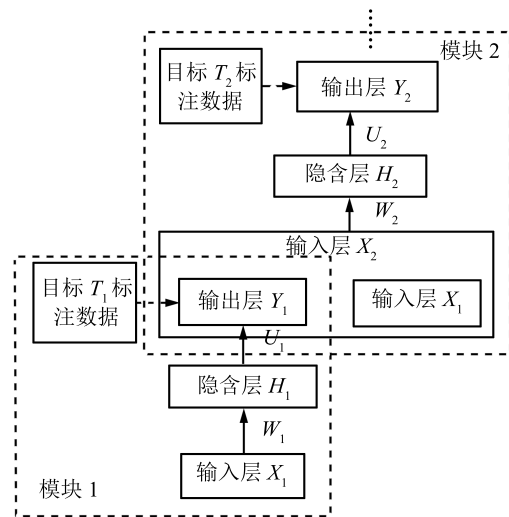 模块 2
目标 T₂ 标
注数据
输出层 Y₂
U₂
隐含层 H₂
W₂
输入层 X₂
目标 T₁ 标
注数据
输出层 Y₁
输入层 X₁
U₁
隐含层 H₁
W₁
输入层 X₁
模块 1